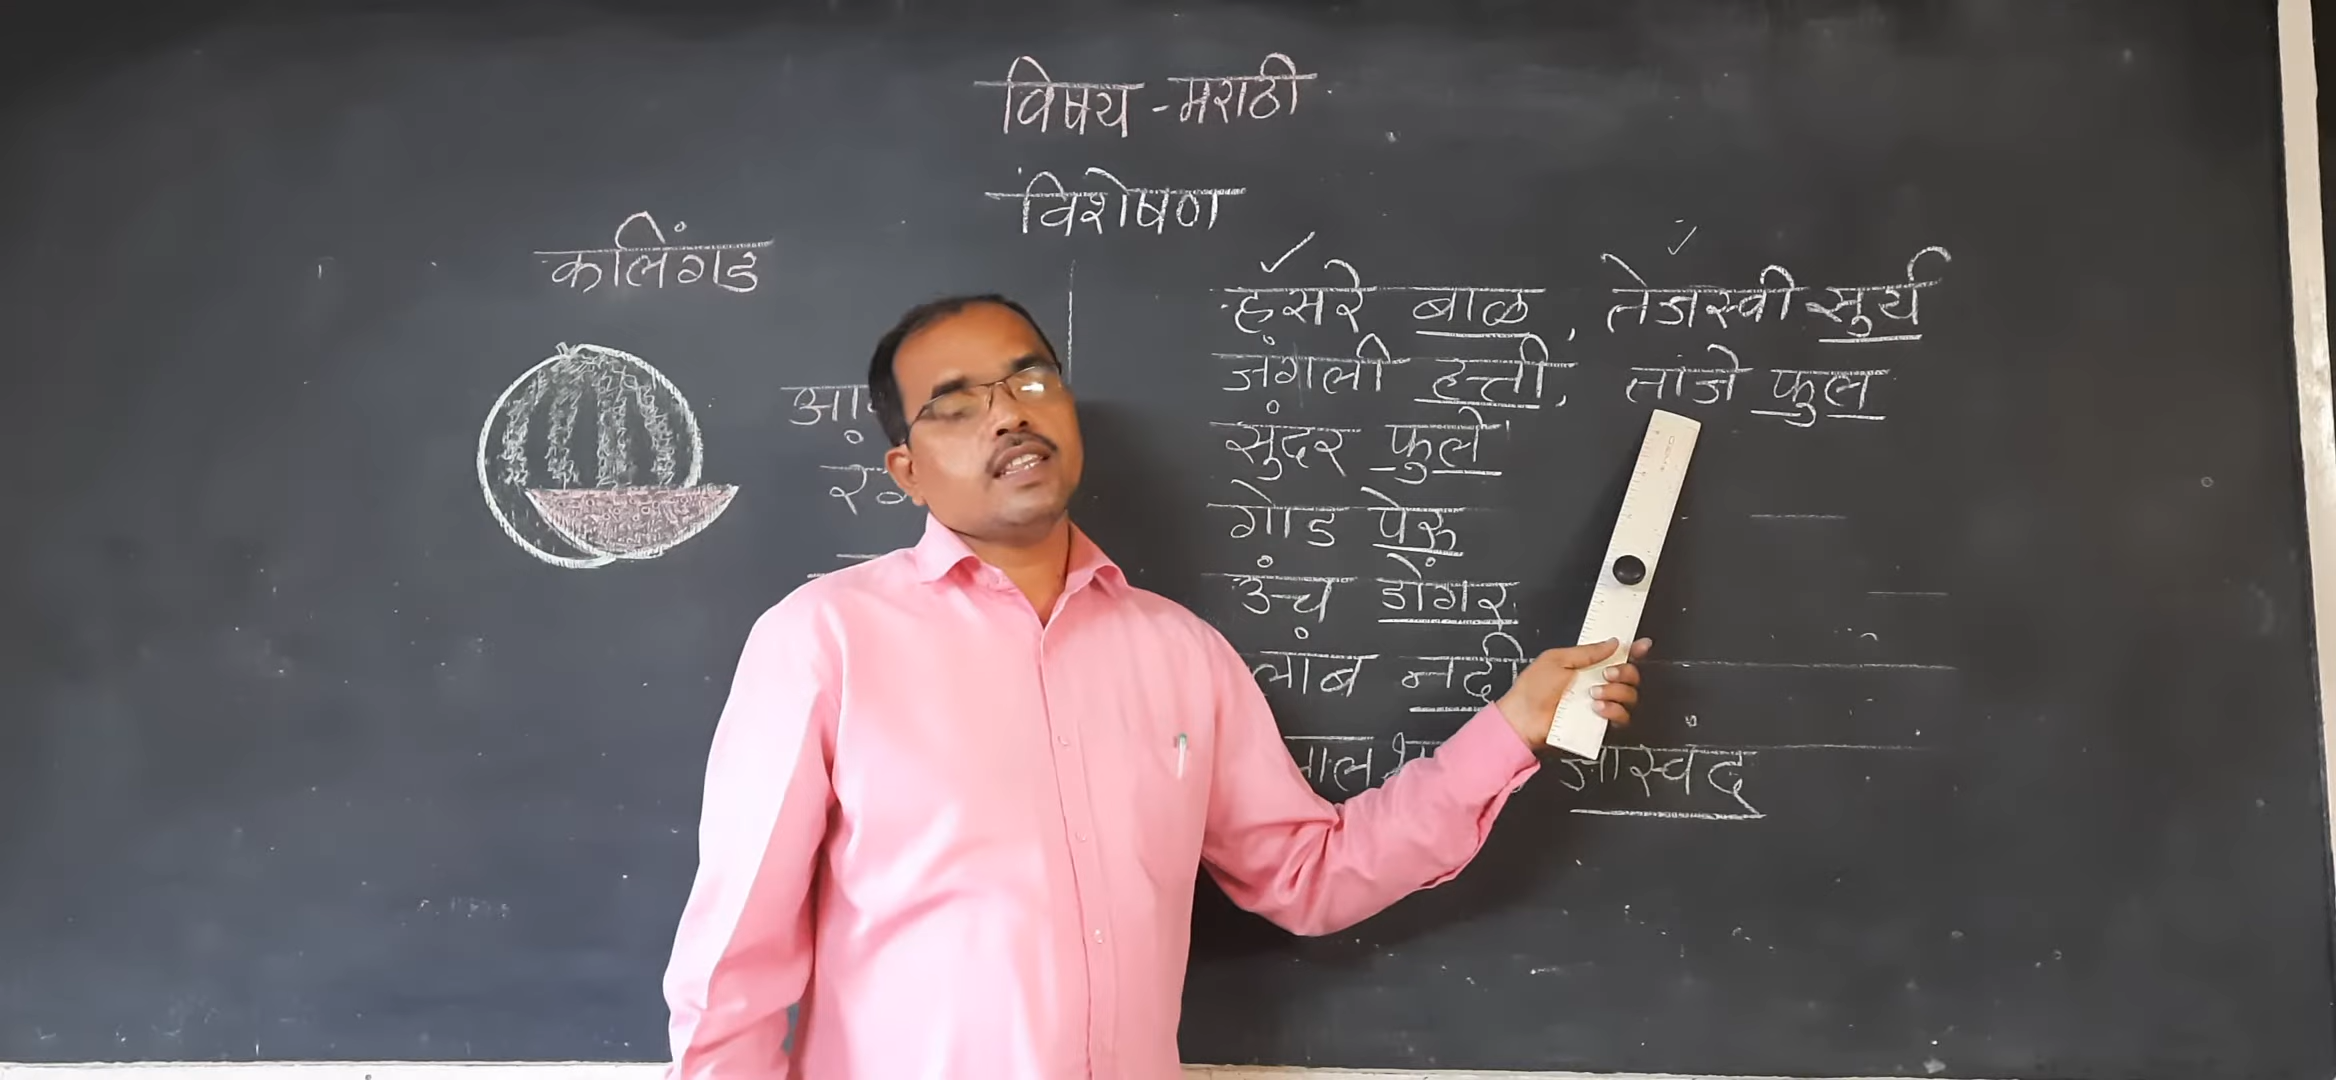 विषय - मराठी
विशेषण
कलिंगड
हसरे बाळ, तेजस्वी सुर्य
जंगली हत्ती, ताजे फुल
सुंदर फुले
गोड पेरू
उंच डोंगर
लांब नदी
जास्वंद